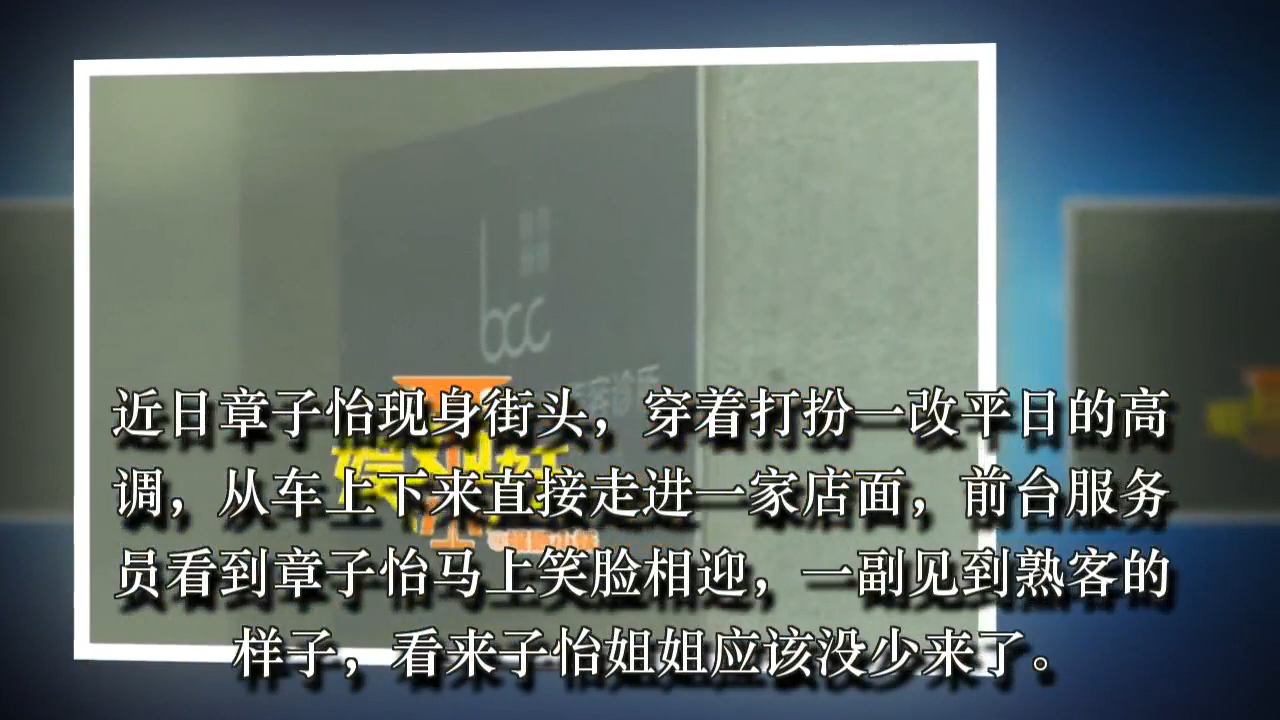 bcc
近日章子怡现身街头，穿着打扮一改平日的高
调，从车上下来直接走进一家店面，前台服务
员看到章子怡马上笑脸相迎，一副见到熟客的
样子，看来子怡姐姐应该没少来了。